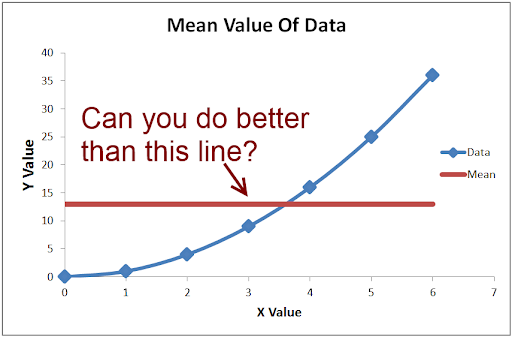 Mean Value Of Data
40
35
30
25
20
15
10
5
0
Y Value
Can you do better
than this line?
Data
Mean
0 1 2 3 4 5 6 7
X Value